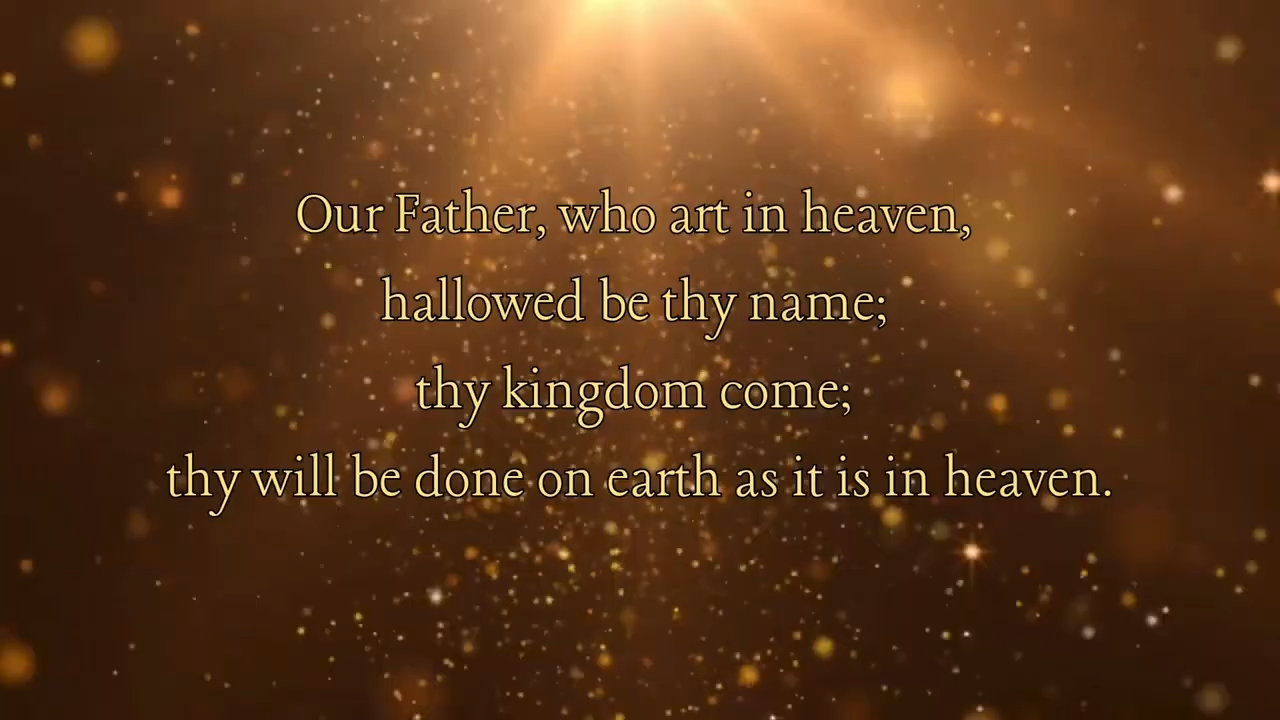 Our Father, who art in heaven,
hallowed be thy name;
thy kingdom come;
thy will be done on earth as it is in heaven.